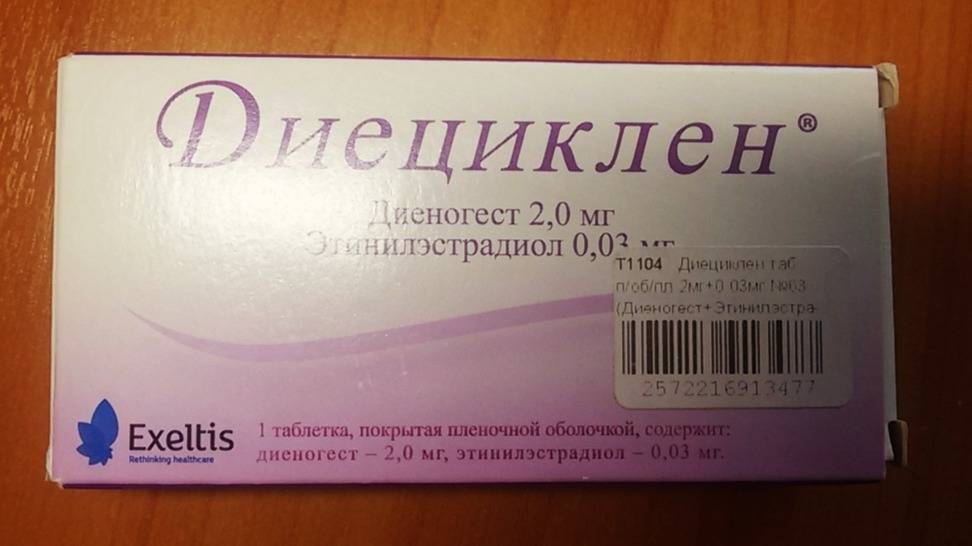 Диециклен®
Диеногест 2,0 мг
Этинилэстрадиол 0,03 мг
T1104 Диециклен таб
п/об/пл 2мг+0 03мг №63
(Диеногест+Этинилэстра-
2572216913477
Exeltis
Rethinking healthcare
1 таблетка, покрытая пленочной оболочкой, содержит:
диеногест – 2,0 мг, этинилэстрадиол – 0,03 мг.